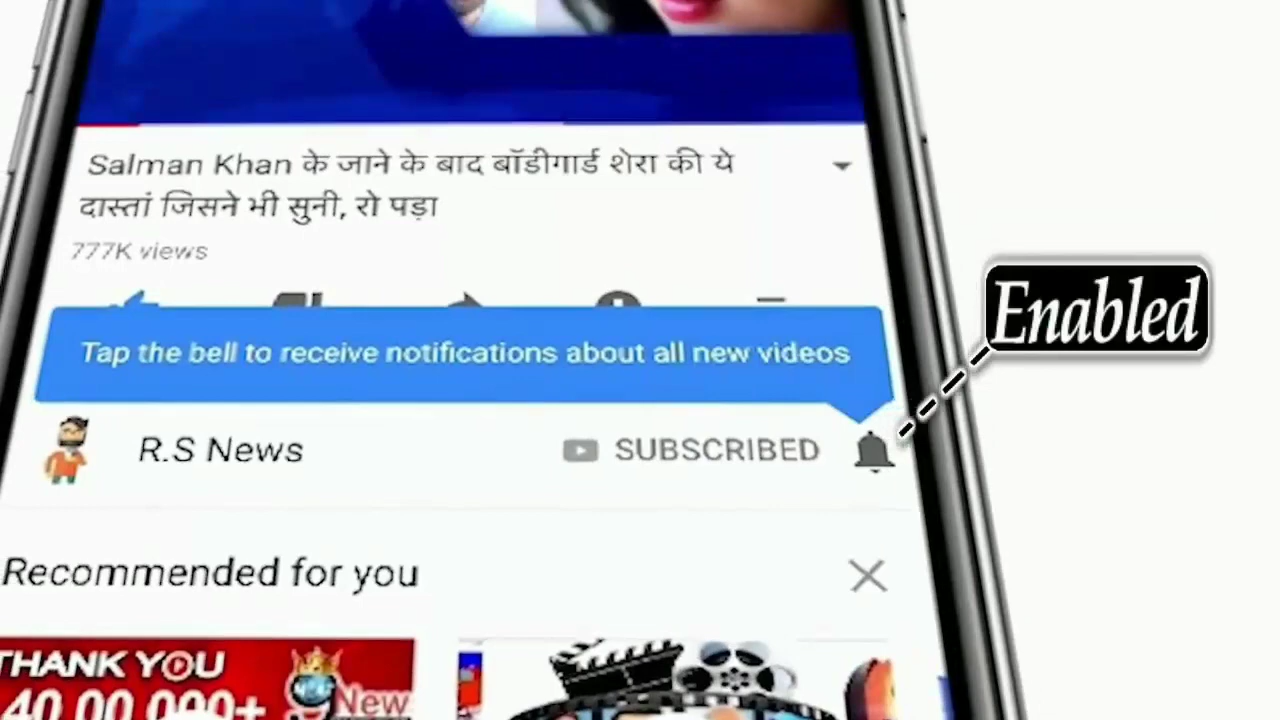 Salman Khan के जाने के बाद बॉडीगार्ड शेरा की ये
दास्तां जिसने भी सुनी, रो पड़ा
777K views
Tap the bell to receive notifications about all new videos
Enabled
R.S News
SUBSCRIBED
Recommended for you
THANK YOU
40,00,000+
New